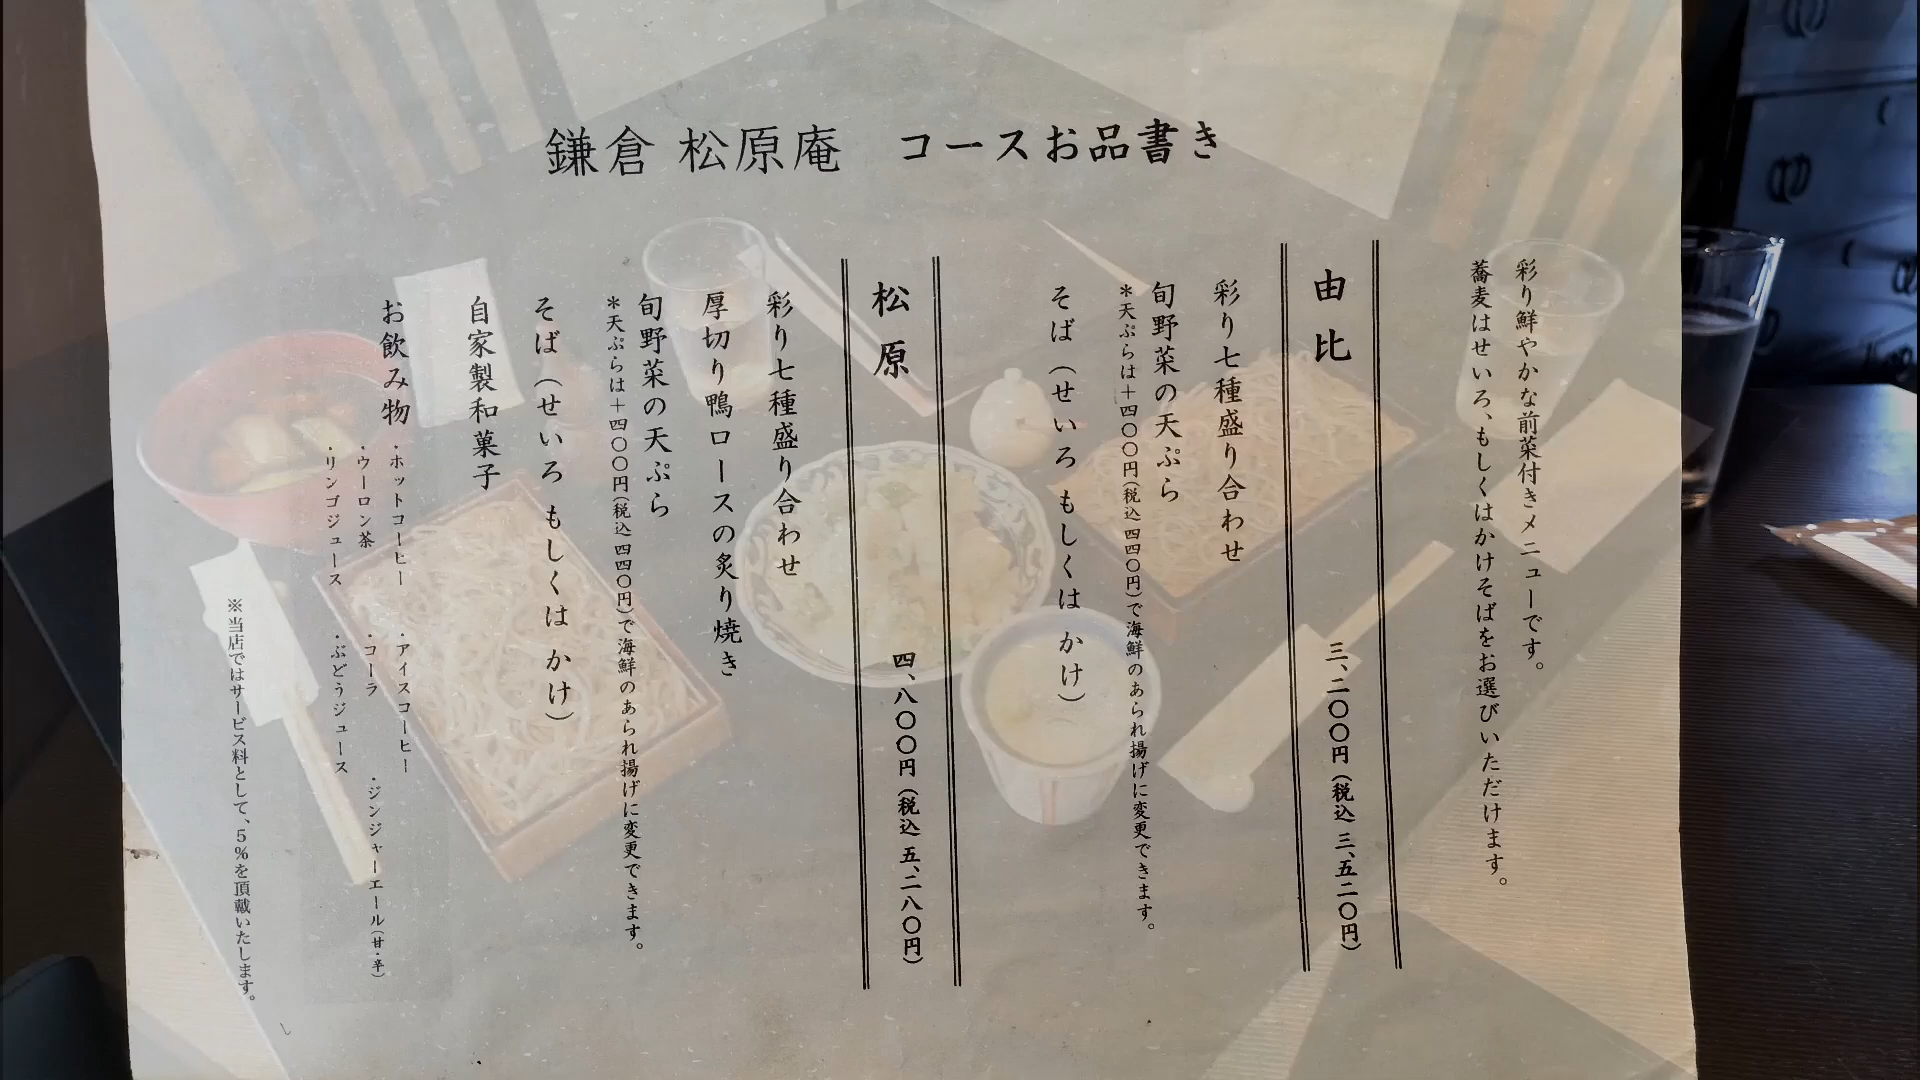 鎌倉 松原庵 コースお品書き
彩り鮮やかな前菜付きメニューです。
蕎麦はせいろ、もしくはかけそばをお選びいただけます。
由比 三、二〇〇円（税込 三、五二〇円）
彩り七種盛り合わせ
旬野菜の天ぷら
＊天ぷらは＋四〇〇円（税込 四四〇円）で海鮮のあられ揚げに変更できます。
そば（せいろ もしくは かけ）
松原 四、八〇〇円（税込 五、二八〇円）
彩り七種盛り合わせ
厚切り鴨ロースの炙り焼き
旬野菜の天ぷら
＊天ぷらは＋四〇〇円（税込 四四〇円）で海鮮のあられ揚げに変更できます。
そば（せいろ もしくは かけ）
自家製和菓子
お飲み物 ・ホットコーヒー ・アイスコーヒー
・ウーロン茶 ・コーラ ・ジンジャーエール（甘・辛）
・リンゴジュース ・ぶどうジュース
※当店ではサービス料として、5％を頂戴いたします。